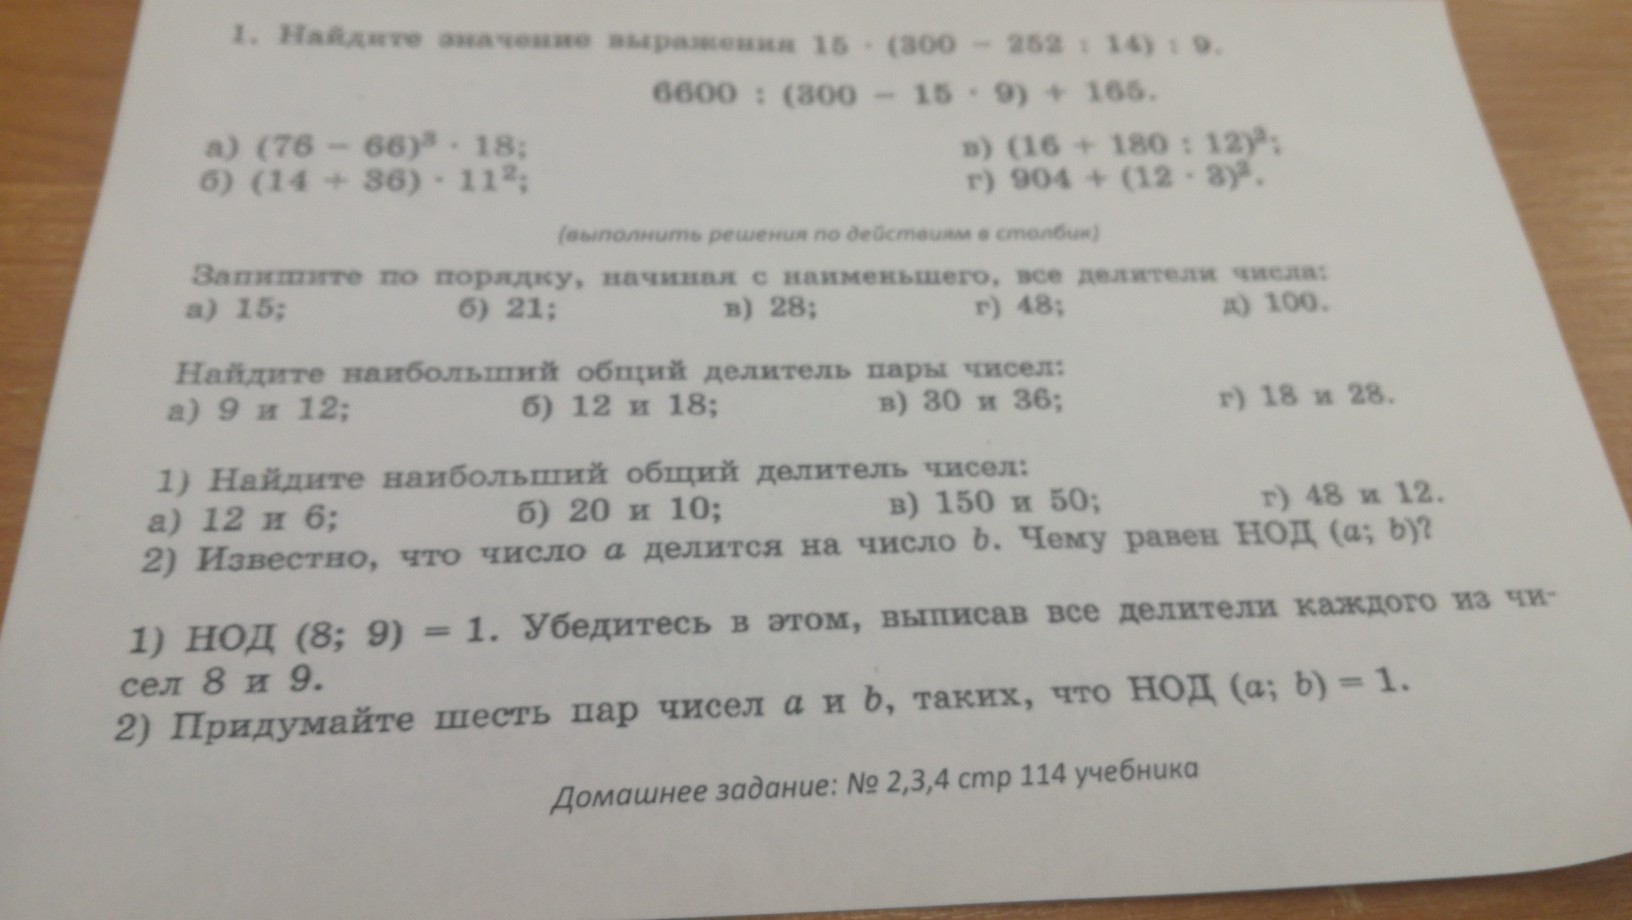 1. Найдите значение выражения 15 · (300 − 252 : 14) : 9.
6600 : (300 − 15 · 9) + 165.
а) (76 − 66)³ · 18; в) (16 + 180 : 12)²;
б) (14 + 36) · 11²; г) 904 + (12 · 3)².
(выполнить решения по действиям в столбик)
Запишите по порядку, начиная с наименьшего, все делители числа:
а) 15; б) 21; в) 28; г) 48; д) 100.
Найдите наибольший общий делитель пары чисел:
а) 9 и 12; б) 12 и 18; в) 30 и 36; г) 18 и 28.
1) Найдите наибольший общий делитель чисел:
а) 12 и 6; б) 20 и 10; в) 150 и 50; г) 48 и 12.
2) Известно, что число a делится на число b. Чему равен НОД (a; b)?
1) НОД (8; 9) = 1. Убедитесь в этом, выписав все делители каждого из чи-
сел 8 и 9.
2) Придумайте шесть пар чисел a и b, таких, что НОД (a; b) = 1.
Домашнее задание: № 2,3,4 стр 114 учебника